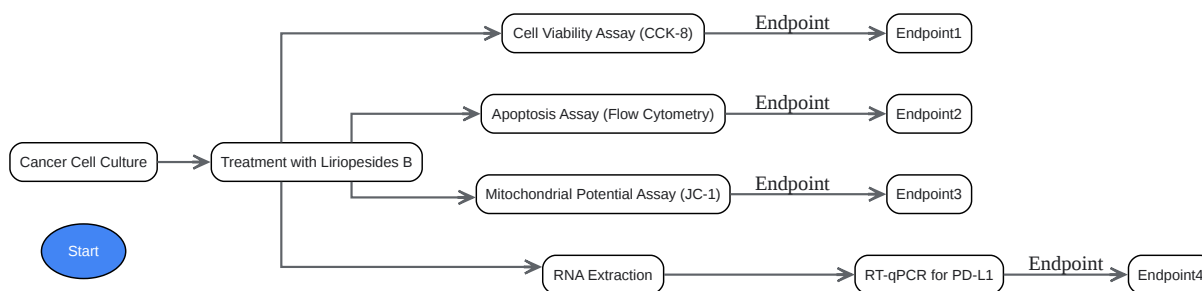 Cell Viability Assay (CCK-8)
Endpoint
Endpoint1
Apoptosis Assay (Flow Cytometry)
Endpoint
Endpoint2
Cancer Cell Culture
Treatment with Liriopesides B
Mitochondrial Potential Assay (JC-1)
Endpoint
Endpoint3
Start
RNA Extraction
RT-qPCR for PD-L1
Endpoint
Endpoint4